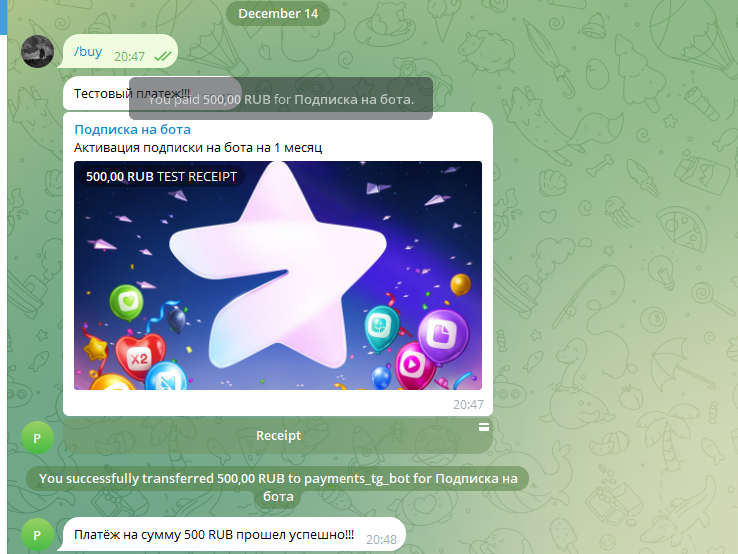 December 14
/buy 20:47
Тестовый платеж!!!
You paid 500,00 RUB for Подписка на бота.
Подписка на бота
Активация подписки на бота на 1 месяц
500,00 RUB TEST RECEIPT
X2
20:47
P
Receipt
You successfully transferred 500,00 RUB to payments_tg_bot for Подписка на
бота
P
Платёж на сумму 500 RUB прошел успешно!!! 20:48